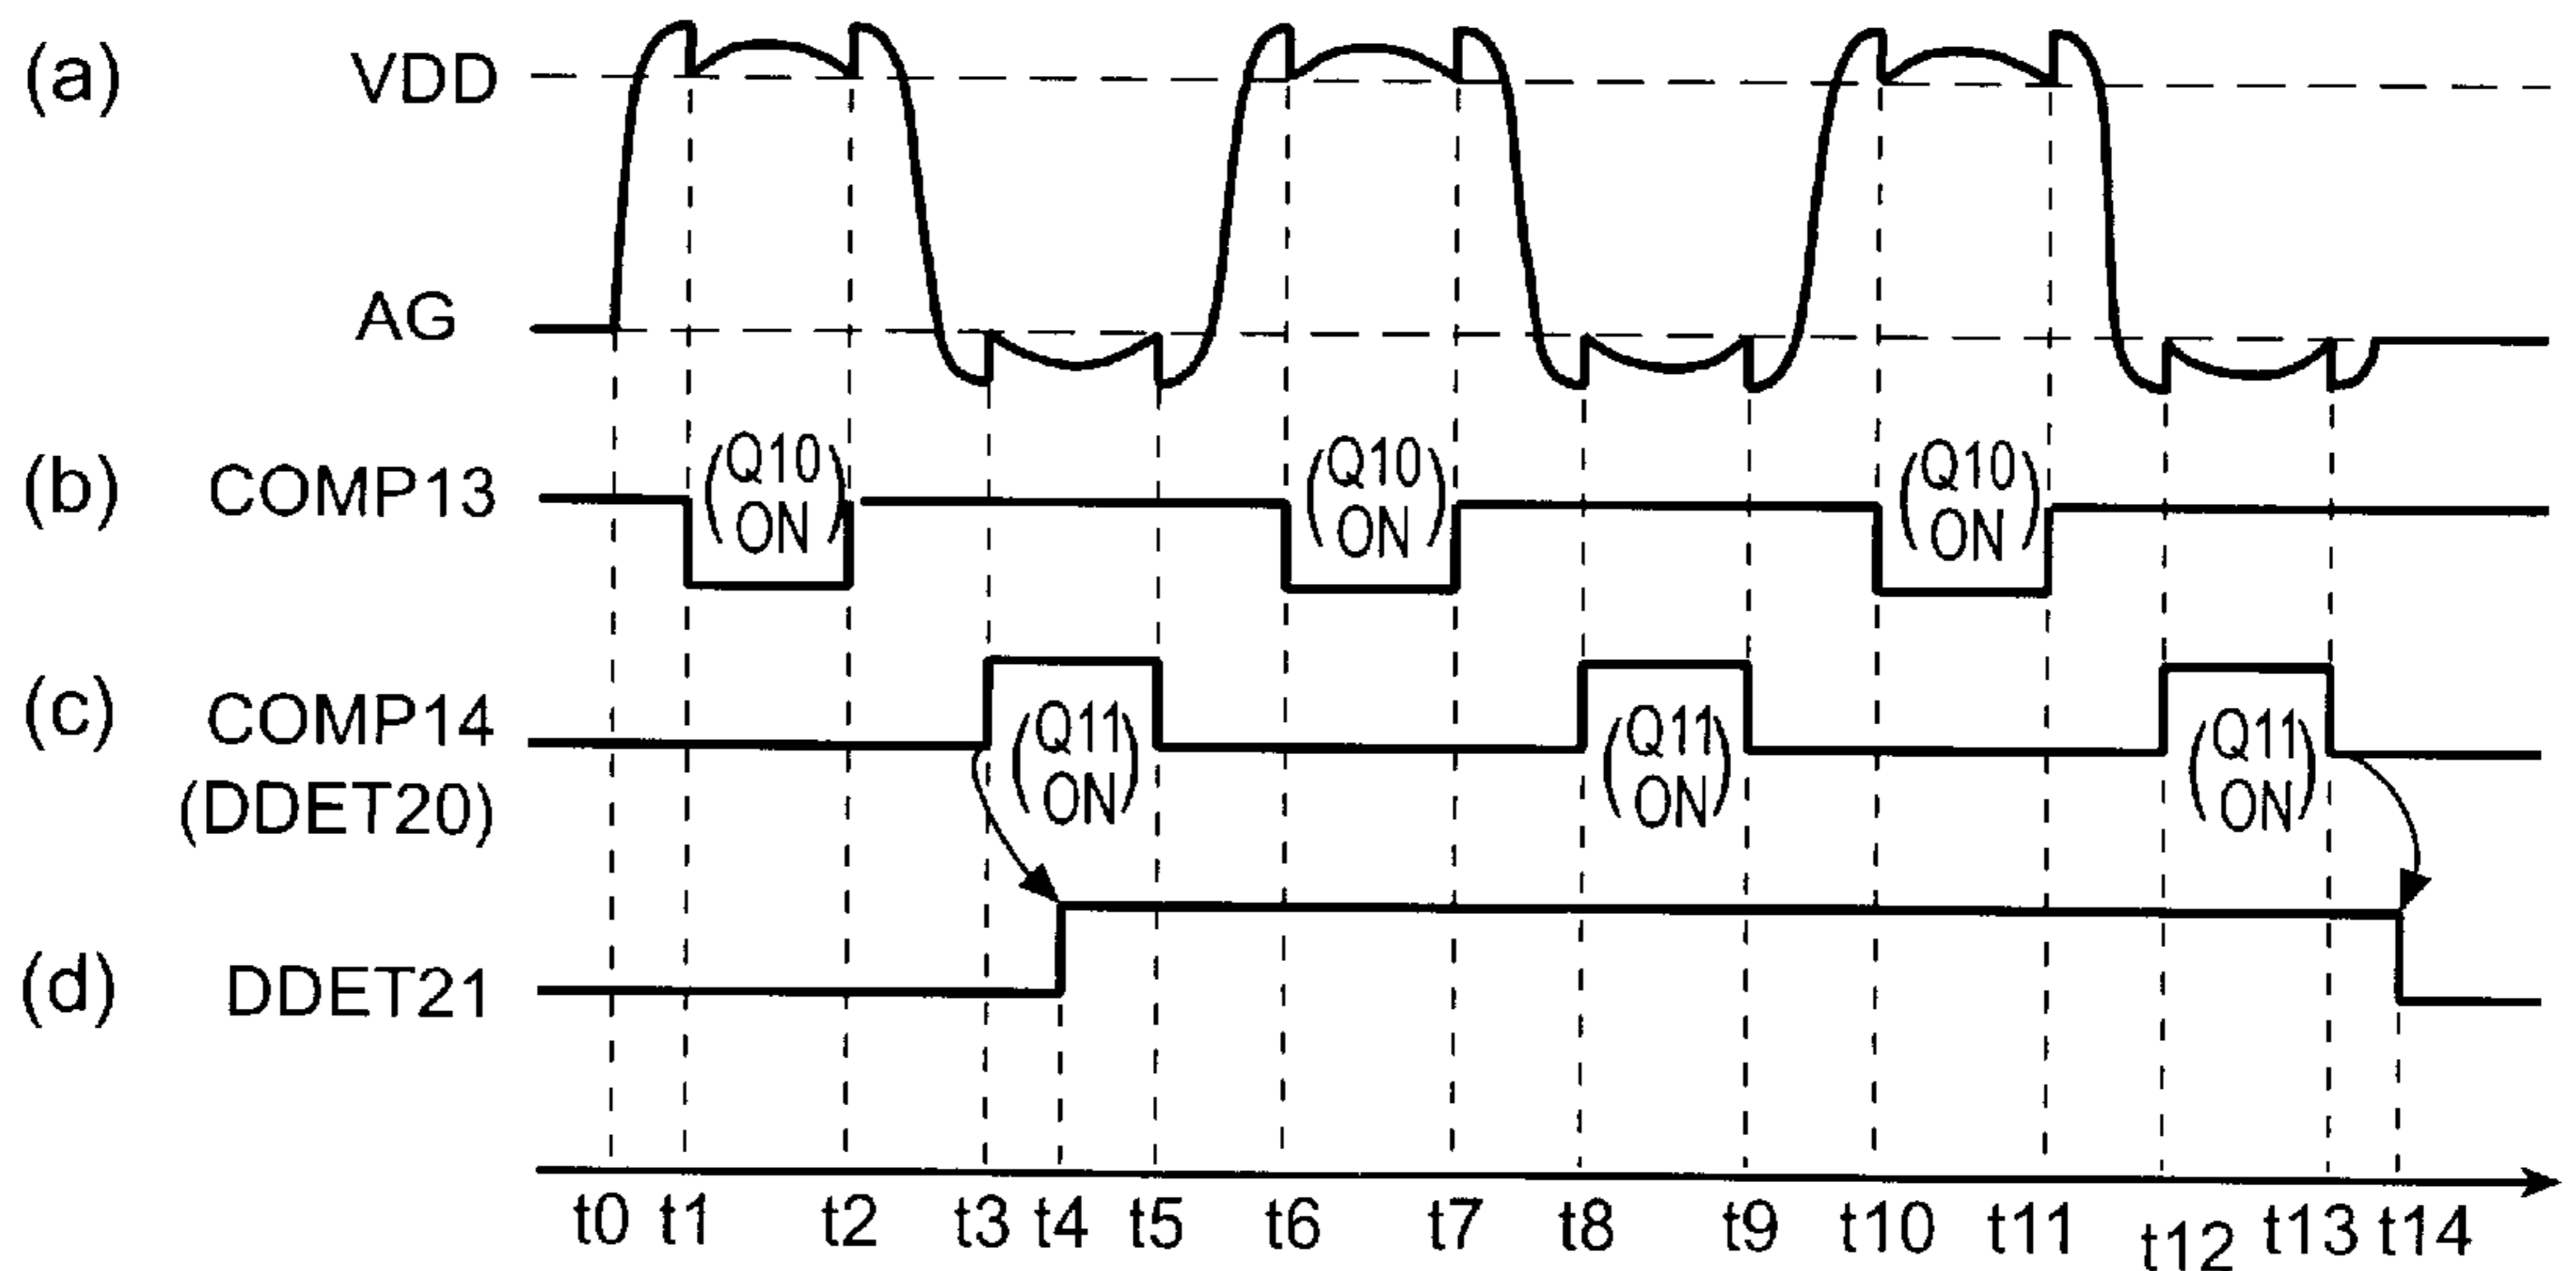 (a) VDD
AG
(b) COMP13 (Q10 ON) (Q10 ON) (Q10 ON)
(c) COMP14 (Q11 ON) (Q11 ON) (Q11 ON)
(DDET20)
(d) DDET21
t0 t1 t2 t3 t4 t5 t6 t7 t8 t9 t10 t11 t12 t13 t14